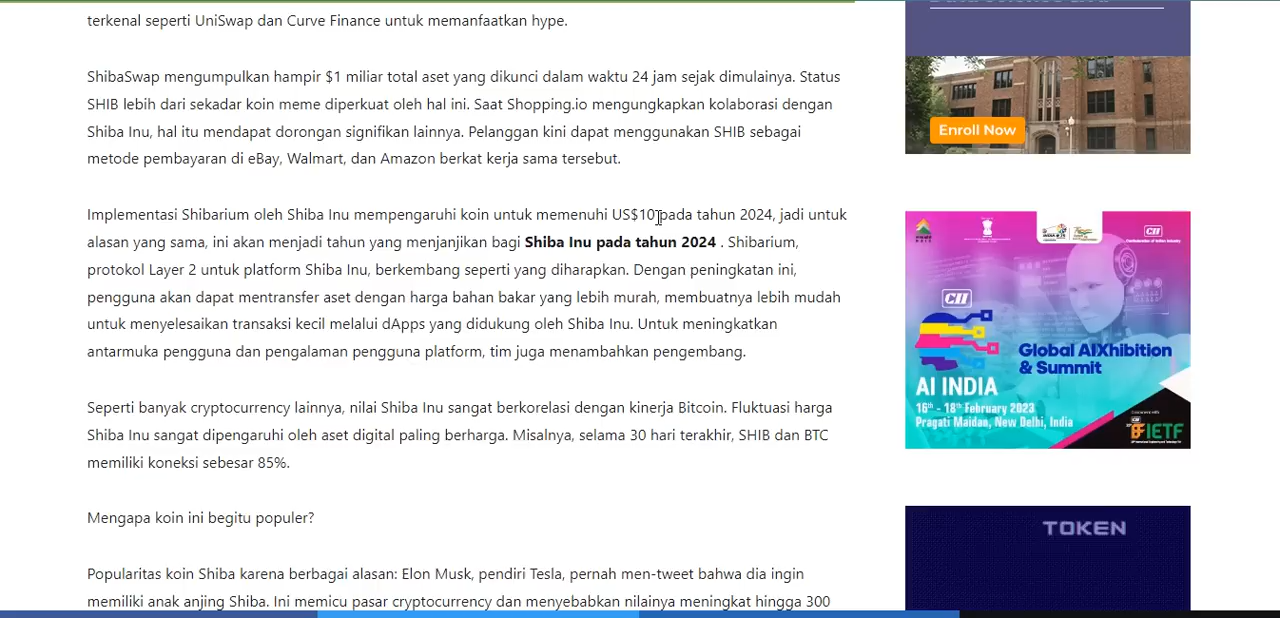 terkenal seperti UniSwap dan Curve Finance untuk memanfaatkan hype.
ShibaSwap mengumpulkan hampir $1 miliar total aset yang dikunci dalam waktu 24 jam sejak dimulainya. Status
SHIB lebih dari sekadar koin meme diperkuat oleh hal ini. Saat Shopping.io mengungkapkan kolaborasi dengan
Shiba Inu, hal itu mendapat dorongan signifikan lainnya. Pelanggan kini dapat menggunakan SHIB sebagai
metode pembayaran di eBay, Walmart, dan Amazon berkat kerja sama tersebut.
Implementasi Shibarium oleh Shiba Inu mempengaruhi koin untuk memenuhi US$10 pada tahun 2024, jadi untuk
alasan yang sama, ini akan menjadi tahun yang menjanjikan bagi Shiba Inu pada tahun 2024 . Shibarium,
protokol Layer 2 untuk platform Shiba Inu, berkembang seperti yang diharapkan. Dengan peningkatan ini,
pengguna akan dapat mentransfer aset dengan harga bahan bakar yang lebih murah, membuatnya lebih mudah
untuk menyelesaikan transaksi kecil melalui dApps yang didukung oleh Shiba Inu. Untuk meningkatkan
antarmuka pengguna dan pengalaman pengguna platform, tim juga menambahkan pengembang.
Seperti banyak cryptocurrency lainnya, nilai Shiba Inu sangat berkorelasi dengan kinerja Bitcoin. Fluktuasi harga
Shiba Inu sangat dipengaruhi oleh aset digital paling berharga. Misalnya, selama 30 hari terakhir, SHIB dan BTC
memiliki koneksi sebesar 85%.
Mengapa koin ini begitu populer?
Popularitas koin Shiba karena berbagai alasan: Elon Musk, pendiri Tesla, pernah men-tweet bahwa dia ingin
memiliki anak anjing Shiba. Ini memicu pasar cryptocurrency dan menyebabkan nilainya meningkat hingga 300
Enroll Now
CII
CII
Global AIXhibition
& Summit
AI INDIA
16th - 18th February 2023
Pragati Maidan, New Delhi, India
IETF
TOKEN